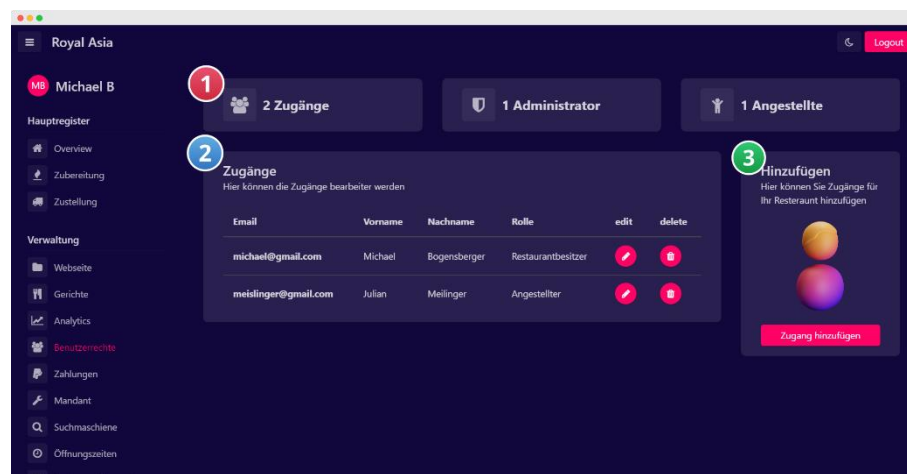 Royal Asia
Logout
MB Michael B
Hauptregister
Overview
Zubereitung
Zustellung
Verwaltung
Webseite
Gerichte
Analytics
Benutzerrechte
Zahlungen
Mandant
Suchmaschiene
Öffnungszeiten
1
2 Zugänge
1 Administrator
1 Angestellte
2
Zugänge
Hier können die Zugänge bearbeiter werden
Email Vorname Nachname Rolle edit delete
michael@gmail.com Michael Bogensberger Restaurantbesitzer
meislinger@gmail.com Julian Meilinger Angestellter
3
Hinzufügen
Hier können Sie Zugänge für
Ihr Resteraunt hinzufügen
Zugang hinzufügen